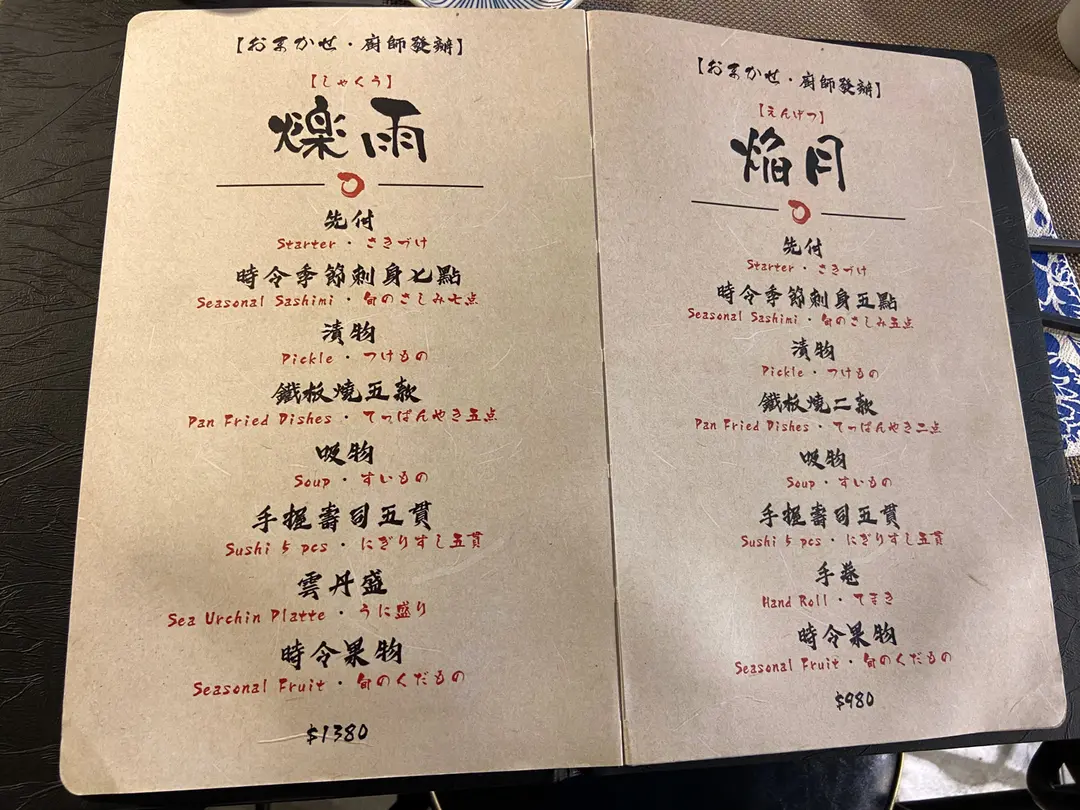 【おまかせ・廚師發辦】
【しゃくう】
爍雨
先付
Starter・さきづけ
時令季節刺身七點
Seasonal Sashimi・旬のさしみ七点
漬物
Pickle・つけもの
鐵板燒五款
Pan Fried Dishes・てっぱんやき五点
吸物
Soup・すいもの
手握壽司五貫
Sushi 5 pcs・にぎりすし五貫
雲丹盛
Sea Urchin Platte・うに盛り
時令果物
Seasonal Fruit・旬のくだもの
$1380
【おまかせ・廚師發辦】
【えんげつ】
焔月
先付
Starter・さきづけ
時令季節刺身五點
Seasonal Sashimi・旬のさしみ五点
漬物
Pickle・つけもの
鐵板燒二款
Pan Fried Dishes・てっぱんやき二点
吸物
Soup・すいもの
手握壽司五貫
Sushi 5 pcs・にぎりすし五貫
手卷
Hand Roll・てまき
時令果物
Seasonal Fruit・旬のくだもの
$980